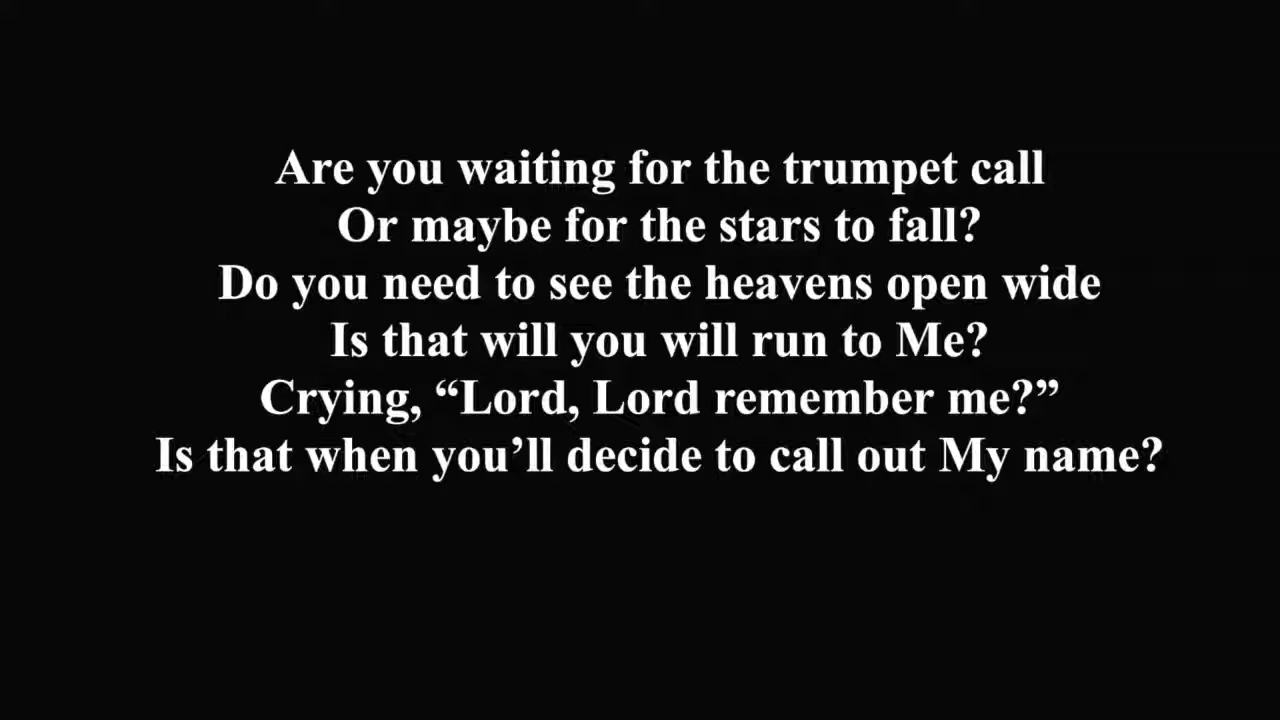 Are you waiting for the trumpet call
Or maybe for the stars to fall?
Do you need to see the heavens open wide
Is that will you will run to Me?
Crying, “Lord, Lord remember me?”
Is that when you’ll decide to call out My name?